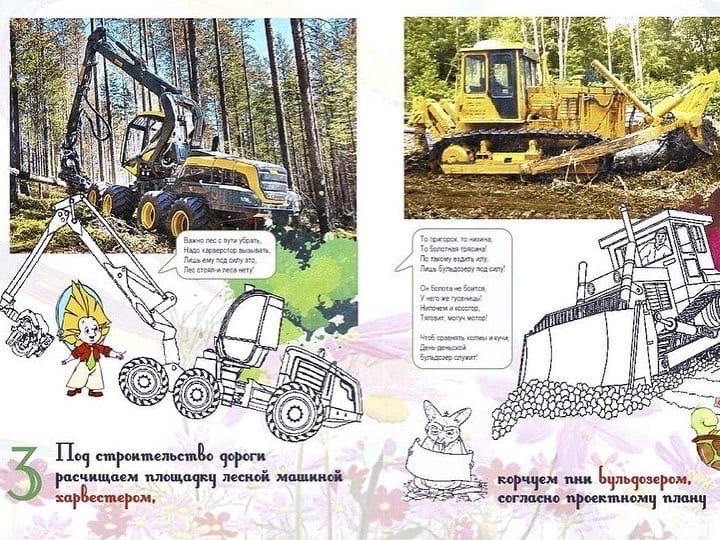 Важно лес с пути убрать,
Надо харверстор вызывать,
Лишь ему под силу это,
Лес стоял-и леса нету!
То пригорок, то низина,
То болотная трясина!
По такому ездить илу,
Лишь бульдозеру под силу!
Он болота не боится,
У него же гусеницы!
Нипочем и косогор,
Тяговит, могуч мотор!
Чтоб сравнять холмы и кучи,
День-деньской
бульдозер служит!
3
Под строительство дороги
расчищаем площадку лесной машиной
харвестером,
корчуем пни бульдозером,
согласно проектному плану